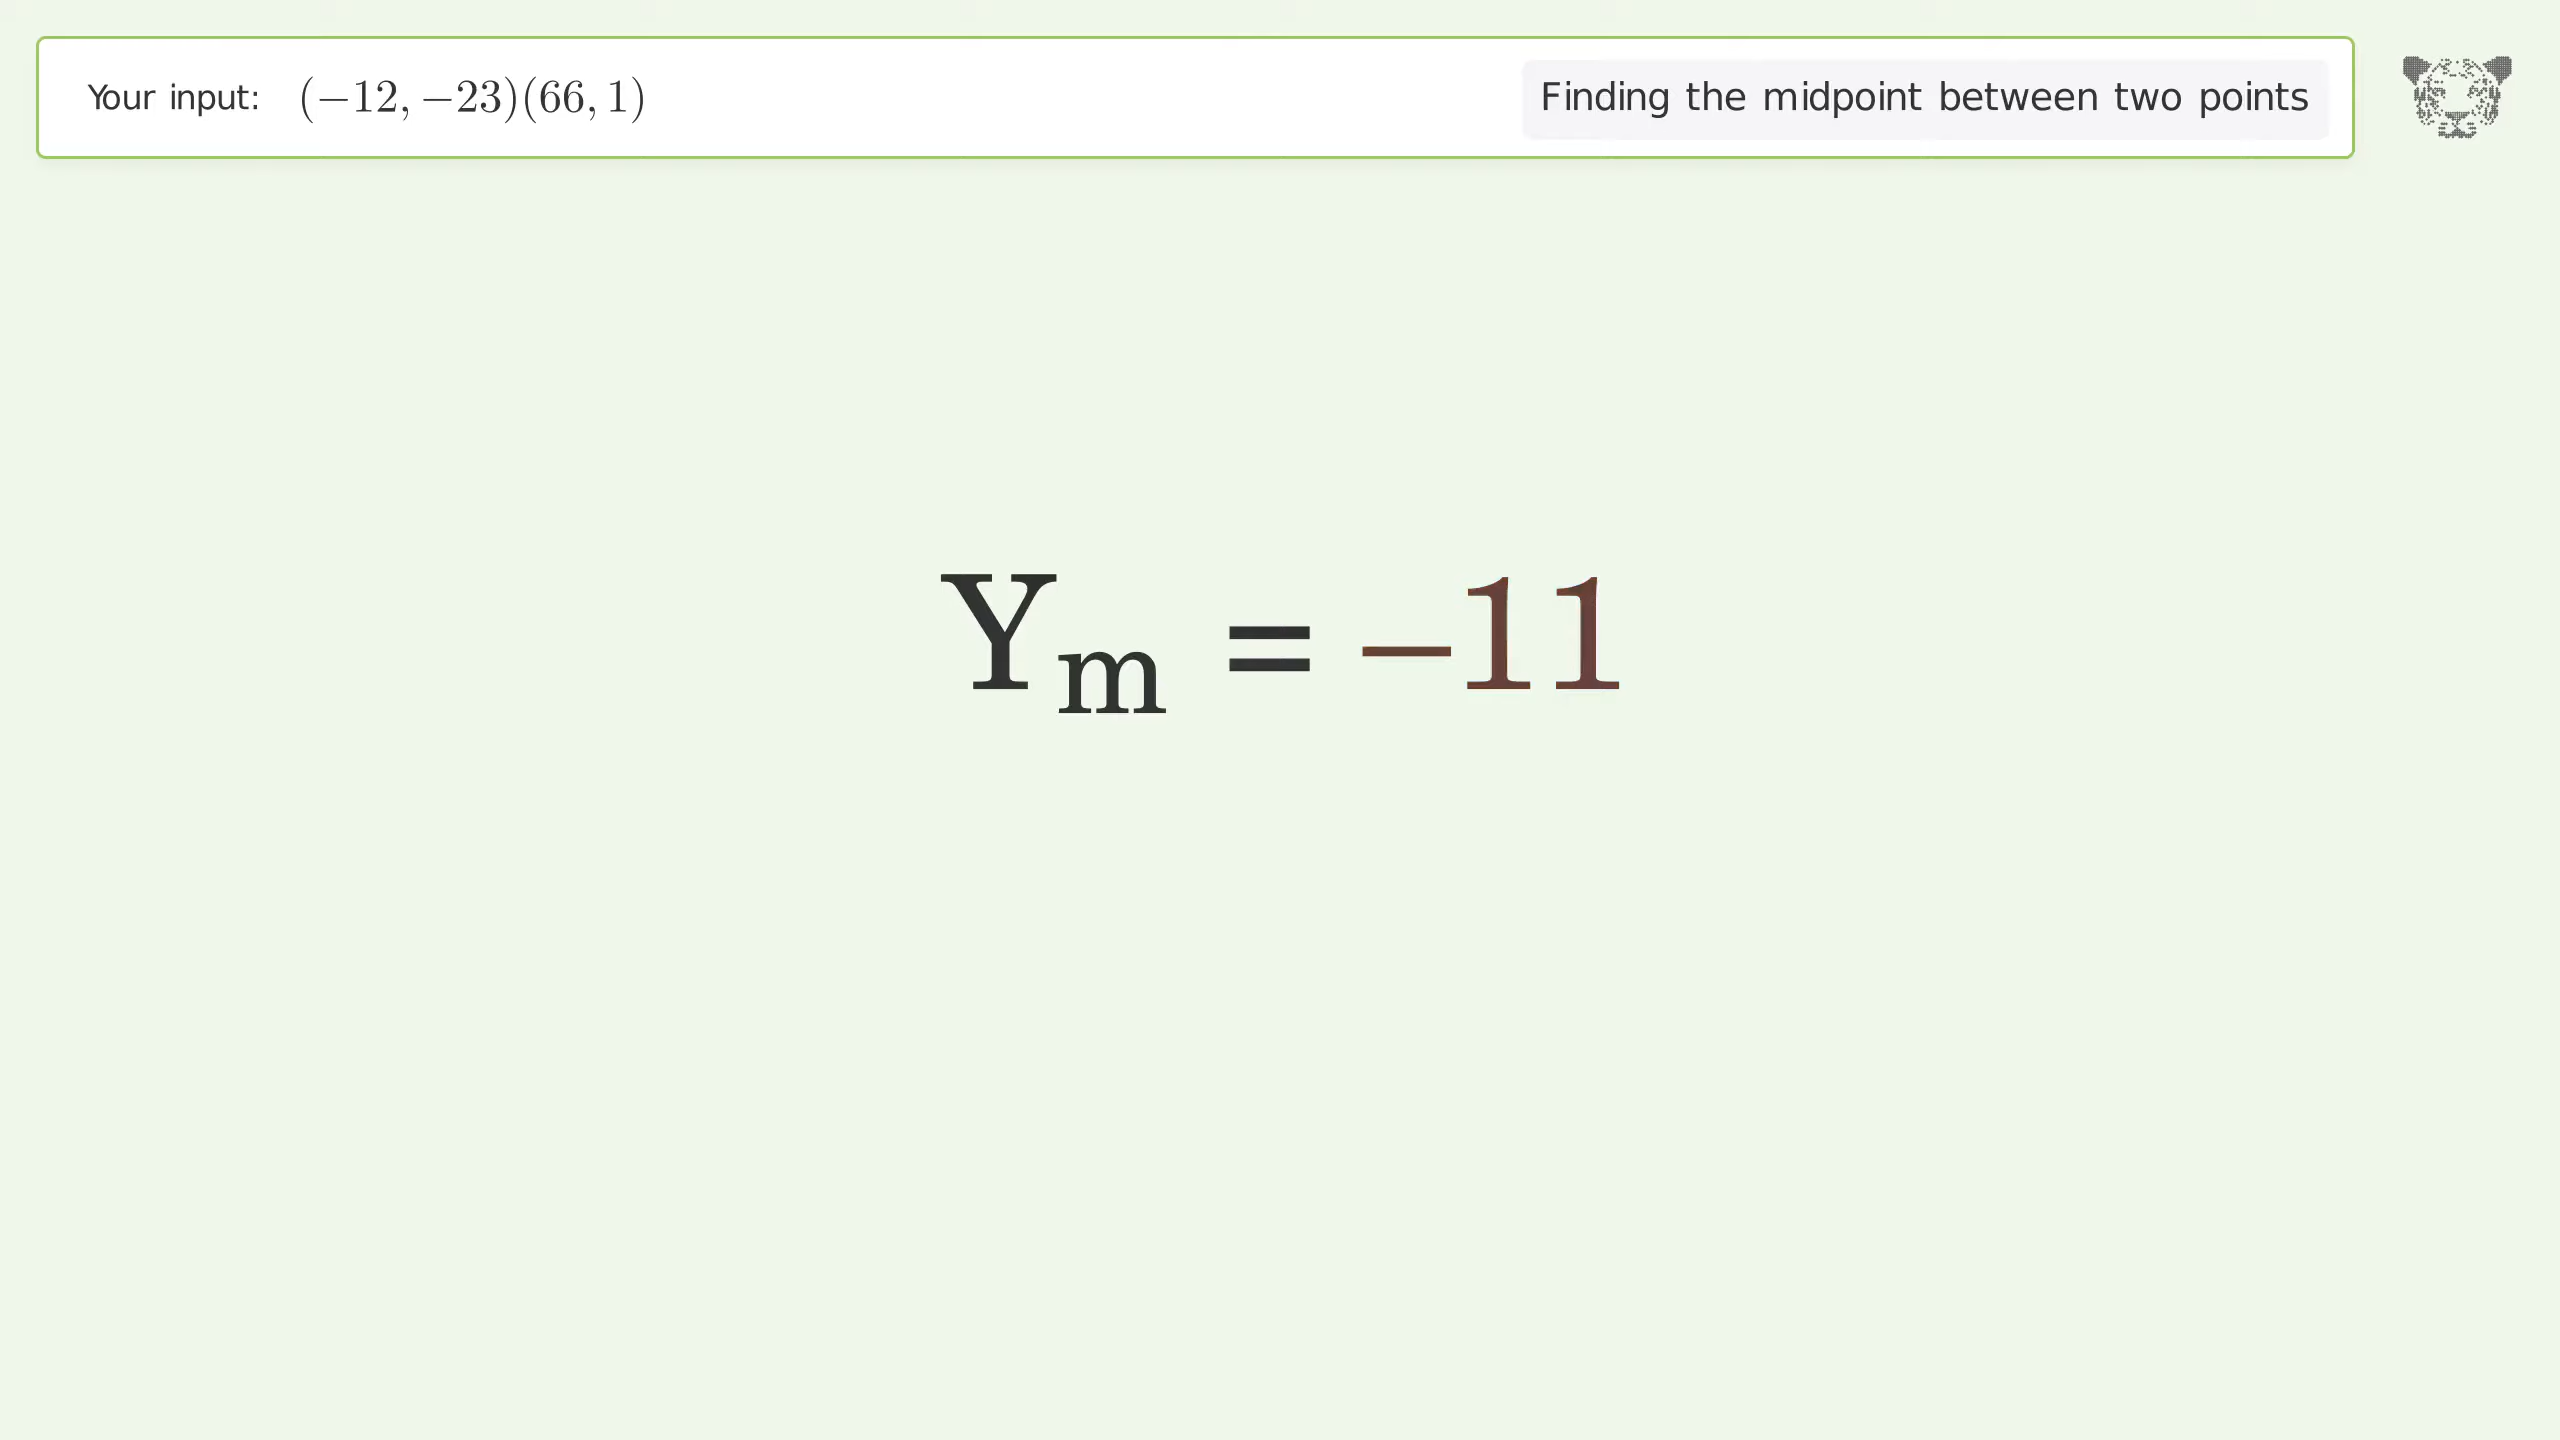 Your input: (−12, −23)(66, 1)
Finding the midpoint between two points
Yₘ = −11